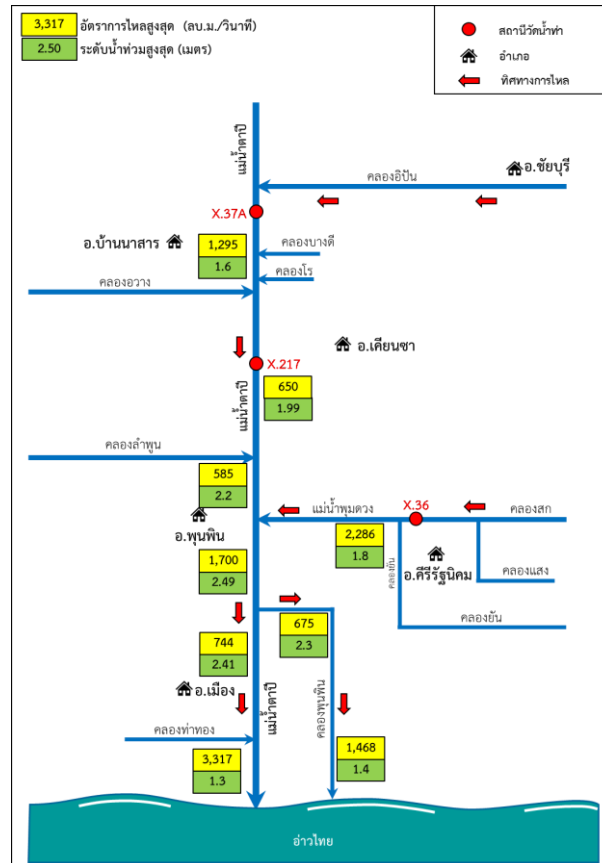 3,317 อัตราการไหลสูงสุด (ลบ.ม./วินาที)
2.50 ระดับน้ำท่วมสูงสุด (เมตร)
สถานีวัดน้ำท่า
อำเภอ
ทิศทางการไหล
แม่น้ำตาปี
คลองอิปัน
อ.ชัยบุรี
X.37A
อ.บ้านนาสาร
1,295
1.6
คลองบางดี
คลองโร
คลองอวาง
อ.เคียนซา
X.217
650
1.99
แม่น้ำตาปี
คลองลำพูน
585
2.2
อ.พุนพิน
1,700
2.49
แม่น้ำพุมดวง
X.36
คลองสก
2,286
1.8
คลองยัน
อ.คีรีรัฐนิคม
คลองแสง
คลองยัน
675
2.3
744
2.41
อ.เมือง
แม่น้ำตาปี
คลองพุนพิน
คลองท่าทอง
3,317
1.3
1,468
1.4
อ่าวไทย